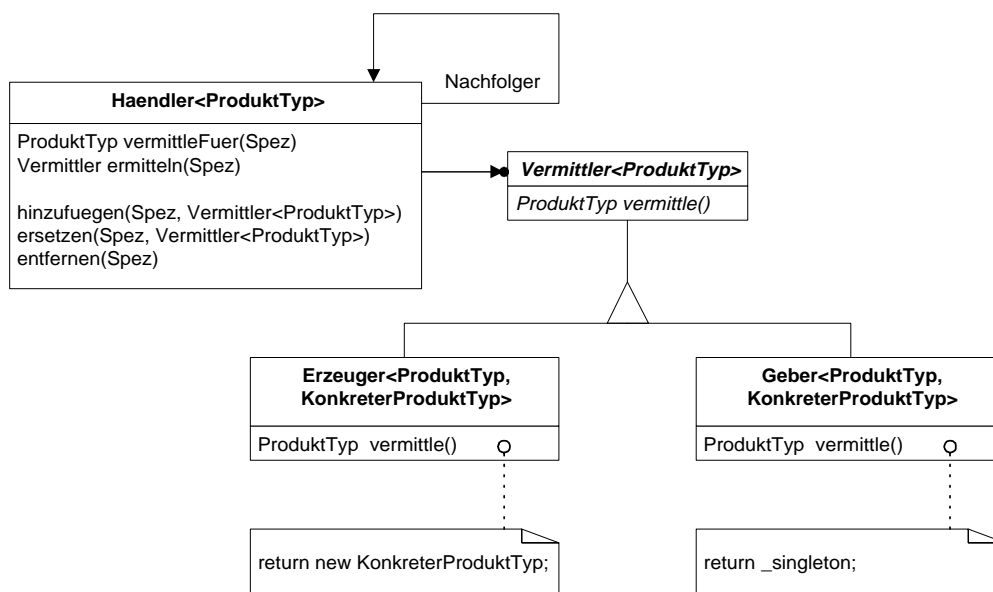 Nachfolger
Haendler<ProduktTyp>
ProduktTyp vermittleFuer(Spez)
Vermittler ermitteln(Spez)
hinzufuegen(Spez, Vermittler<ProduktTyp>)
ersetzen(Spez, Vermittler<ProduktTyp>)
entfernen(Spez)
Vermittler<ProduktTyp>
ProduktTyp vermittle()
Erzeuger<ProduktTyp,
KonkreterProduktTyp>
ProduktTyp vermittle()
return new KonkreterProduktTyp;
Geber<ProduktTyp,
KonkreterProduktTyp>
ProduktTyp vermittle()
return _singleton;